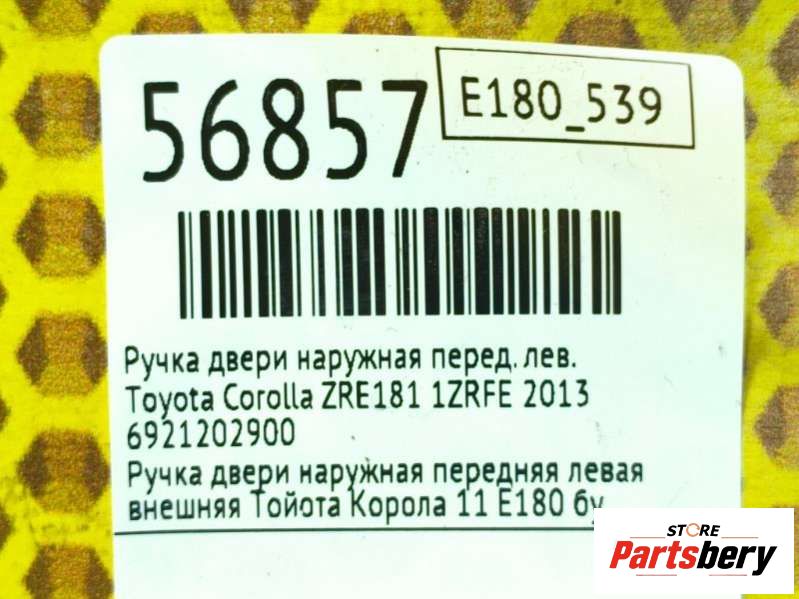 56857
E180_539
Ручка двери наружная перед. лев.
Toyota Corolla ZRE181 1ZRFE 2013
6921202900
Ручка двери наружная передняя левая
внешняя Тойота Корола 11 Е180 бу
STORE
Partsbery